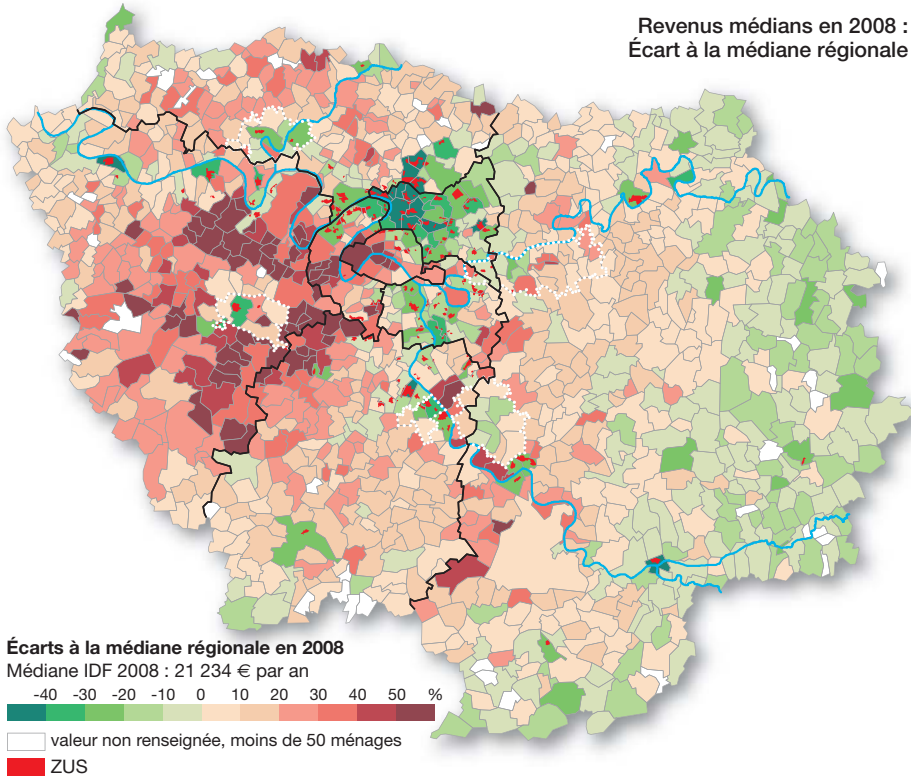 Revenus médians en 2008 :
Écart à la médiane régionale
Écarts à la médiane régionale en 2008
Médiane IDF 2008 : 21 234 € par an
-40 -30 -20 -10 0 10 20 30 40 50 %
valeur non renseignée, moins de 50 ménages
ZUS